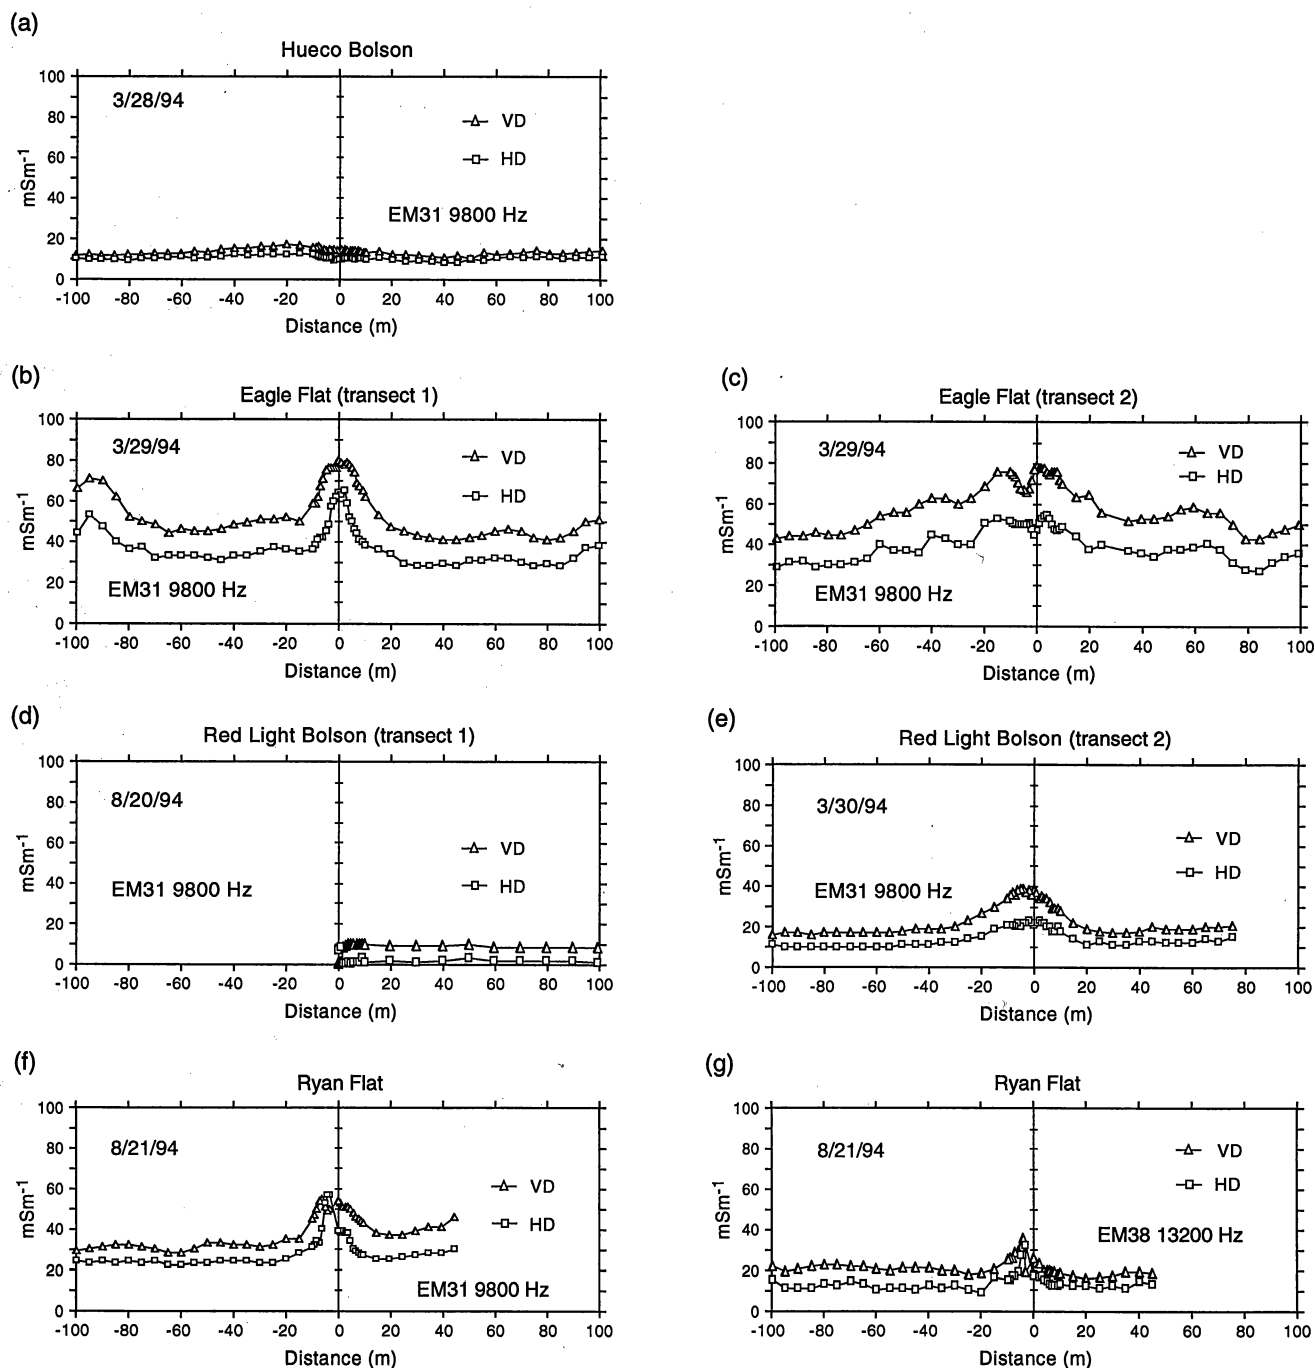 (a)
Hueco Bolson
3/28/94
VD
HD
EM31 9800 Hz
mSm-1
100
80
60
40
20
0
-100 -80 -60 -40 -20 0 20 40 60 80 100
Distance (m)
(b)
Eagle Flat (transect 1)
3/29/94
VD
HD
EM31 9800 Hz
mSm-1
100
80
60
40
20
0
-100 -80 -60 -40 -20 0 20 40 60 80 100
Distance (m)
(c)
Eagle Flat (transect 2)
3/29/94
VD
HD
EM31 9800 Hz
mSm-1
100
80
60
40
20
0
-100 -80 -60 -40 -20 0 20 40 60 80 100
Distance (m)
(d)
Red Light Bolson (transect 1)
8/20/94
VD
HD
EM31 9800 Hz
mSm-1
100
80
60
40
20
0
-100 -80 -60 -40 -20 0 20 40 60 80 100
Distance (m)
(e)
Red Light Bolson (transect 2)
3/30/94
VD
HD
EM31 9800 Hz
mSm-1
100
80
60
40
20
0
-100 -80 -60 -40 -20 0 20 40 60 80 100
Distance (m)
(f)
Ryan Flat
8/21/94
VD
HD
EM31 9800 Hz
mSm-1
100
80
60
40
20
0
-100 -80 -60 -40 -20 0 20 40 60 80 100
Distance (m)
(g)
Ryan Flat
8/21/94
VD
HD
EM38 13200 Hz
mSm-1
100
80
60
40
20
0
-100 -80 -60 -40 -20 0 20 40 60 80 100
Distance (m)